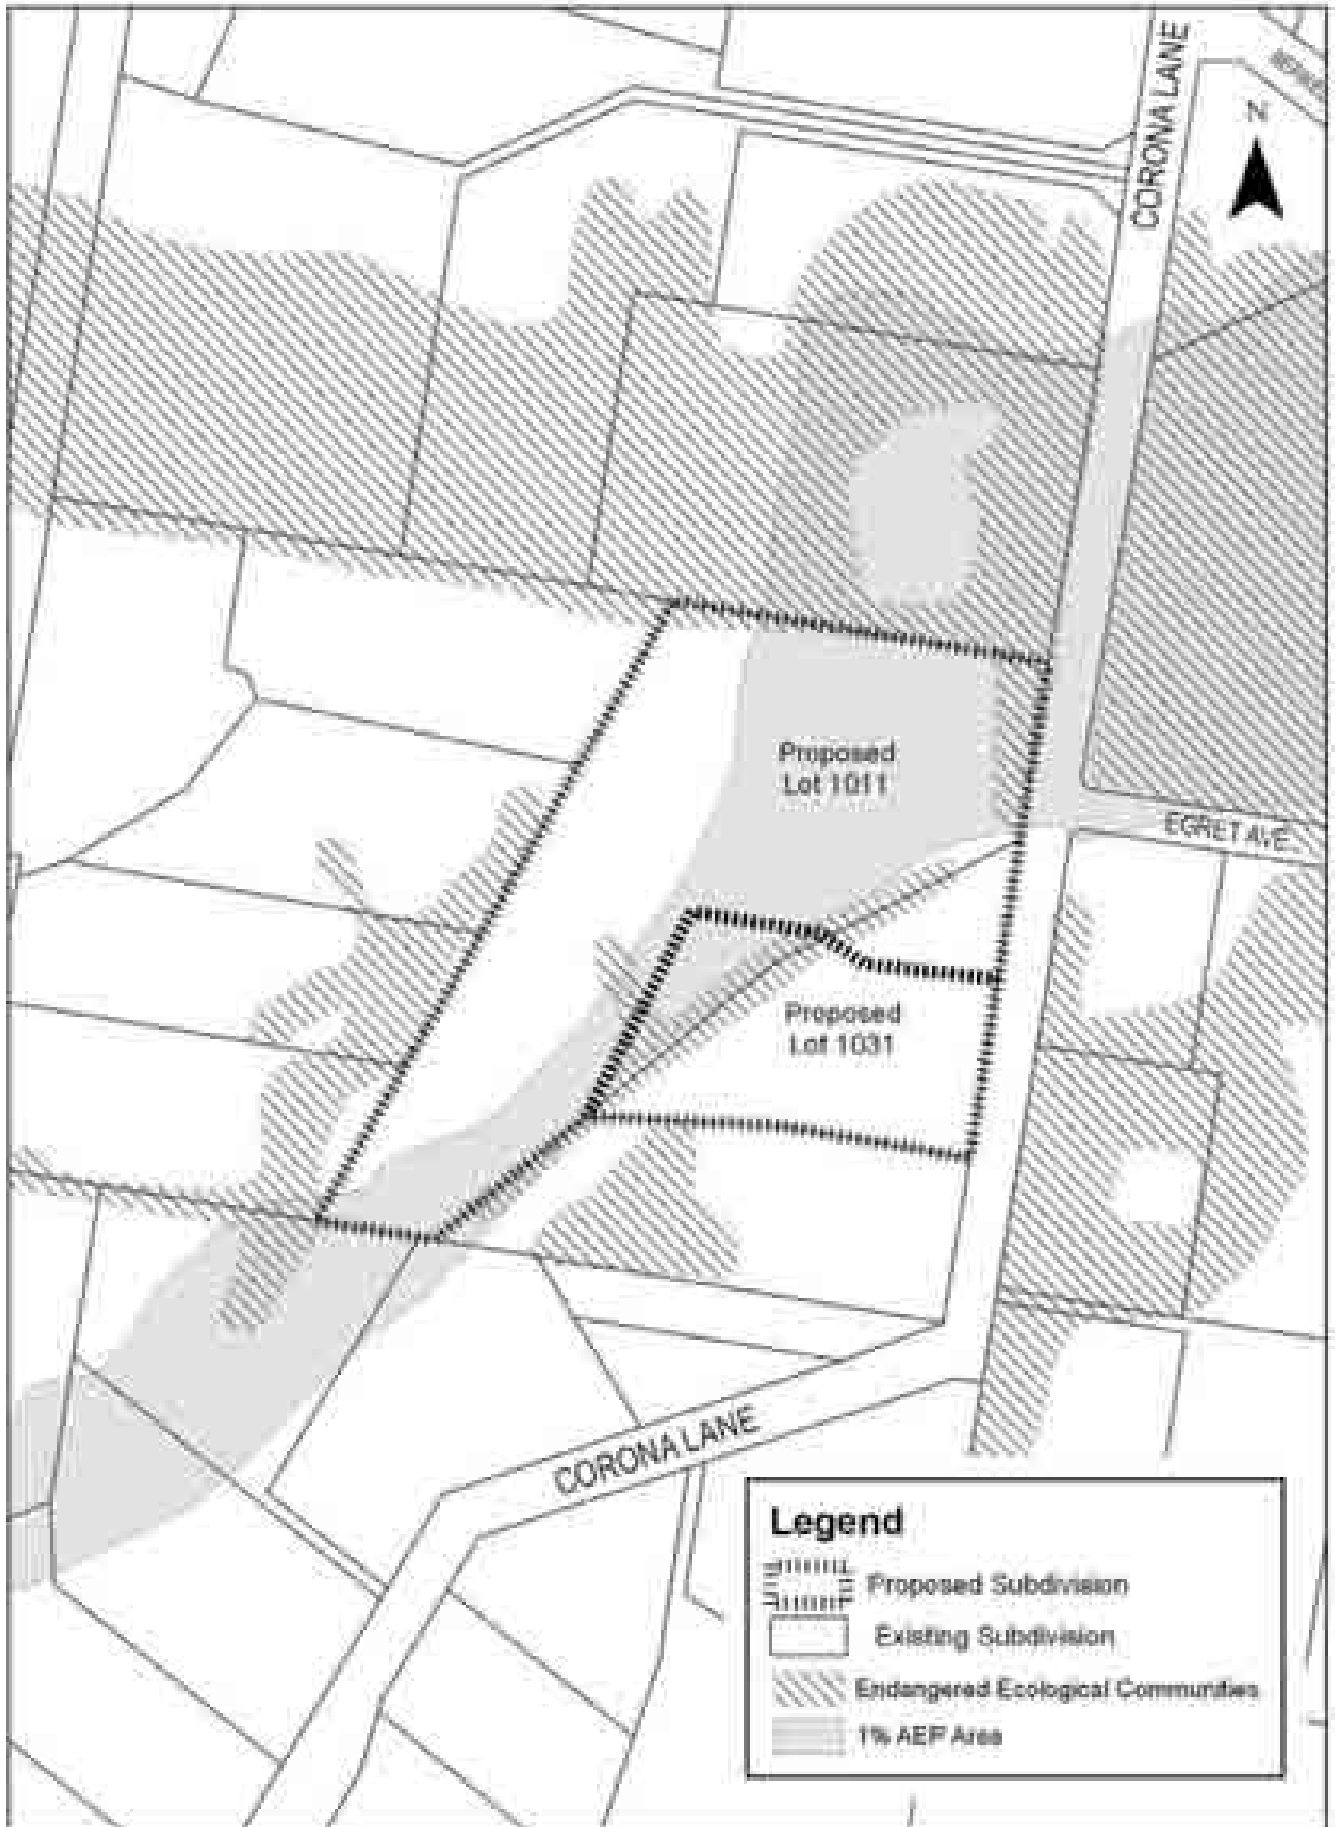 CORONA LANE
N
Proposed
Lot 1011
EGRET AVE
Proposed
Lot 1031
CORONA LANE
Legend
Proposed Subdivision
Existing Subdivision
Endangered Ecological Communities
1% AEP Area